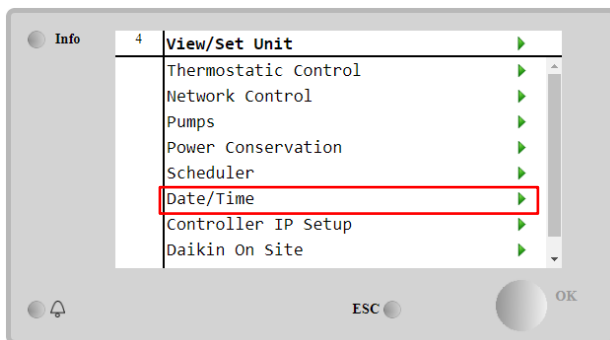 Info
4 View/Set Unit
Thermostatic Control
Network Control
Pumps
Power Conservation
Scheduler
Date/Time
Controller IP Setup
Daikin On Site
ESC
OK